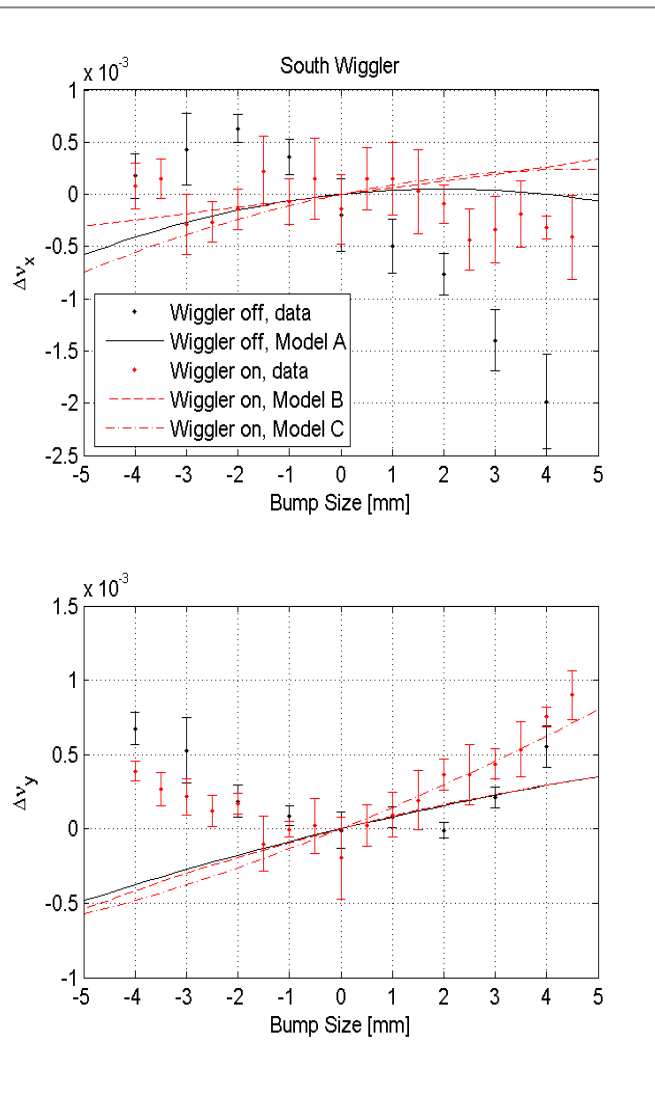 South Wiggler
x 10^-3
1
0.5
0
-0.5
-1
-1.5
-2
-2.5
Δν_x
Wiggler off, data
Wiggler off, Model A
Wiggler on, data
Wiggler on, Model B
Wiggler on, Model C
-5 -4 -3 -2 -1 0 1 2 3 4 5
Bump Size [mm]
x 10^-3
1.5
1
0.5
0
-0.5
-1
Δν_y
-5 -4 -3 -2 -1 0 1 2 3 4 5
Bump Size [mm]